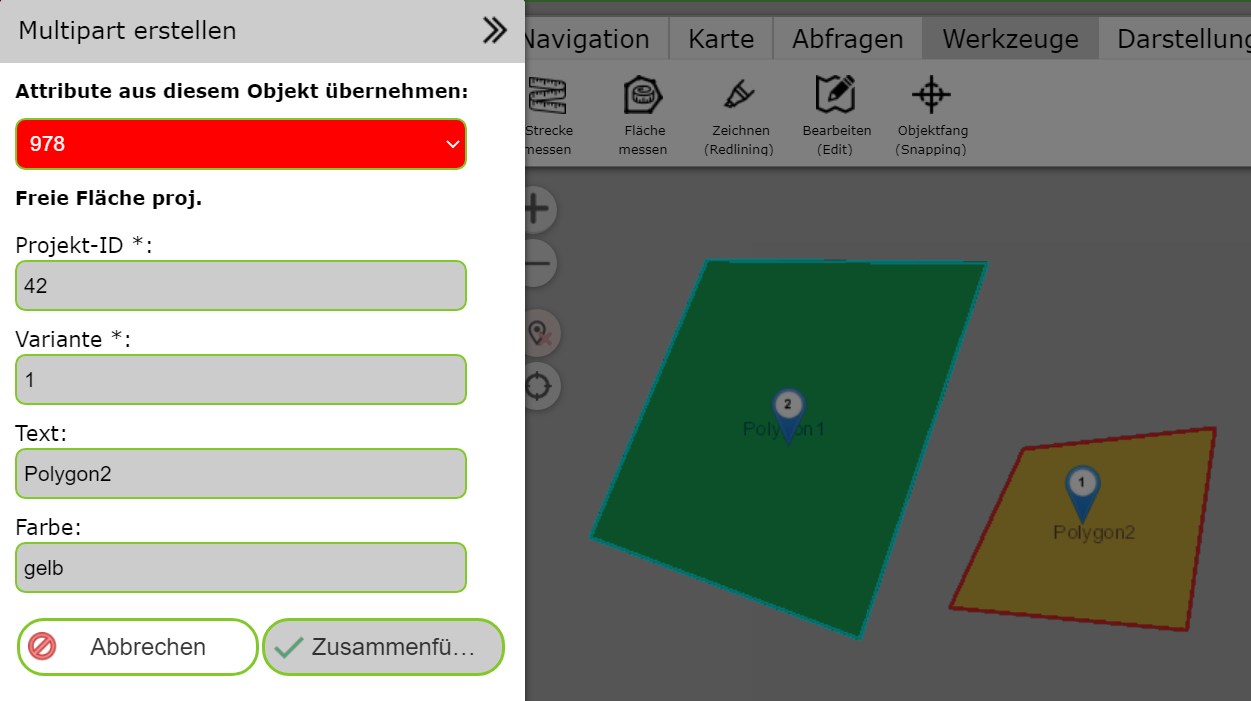 Multipart erstellen
Navigation
Karte
Abfragen
Werkzeuge
Darstellung
Attribute aus diesem Objekt übernehmen:
978
Freie Fläche proj.
Projekt-ID *:
42
Variante *:
1
Text:
Polygon2
Farbe:
gelb
Abbrechen
Zusammenfü...
Strecke
messen
Fläche
messen
Zeichnen
(Redlining)
Bearbeiten
(Edit)
Objektfang
(Snapping)
2
Polygon1
1
Polygon2